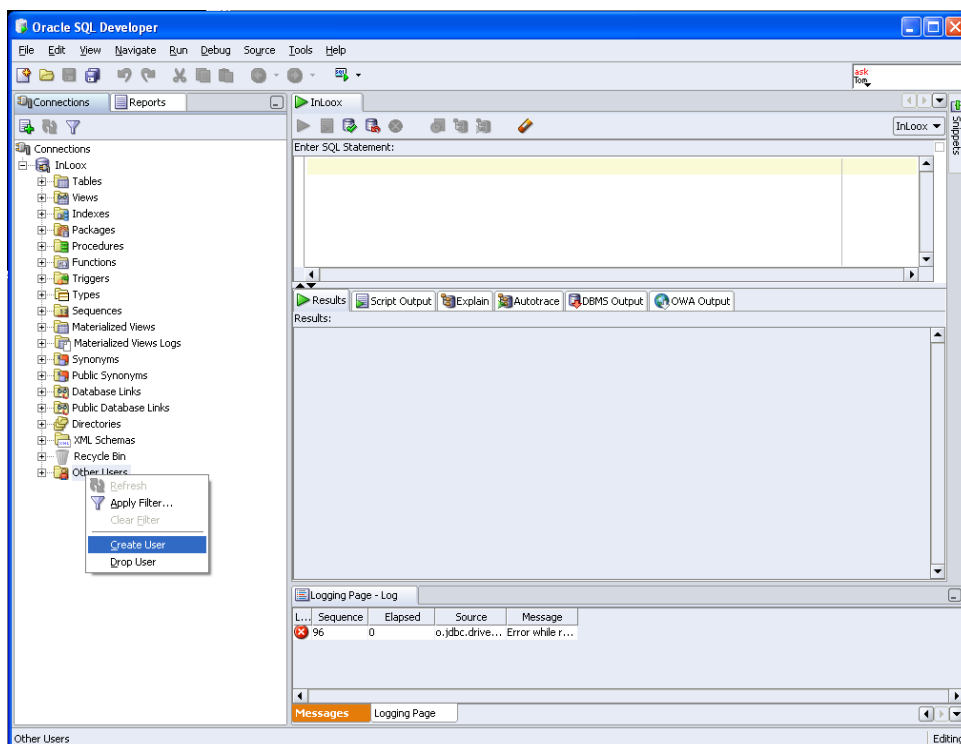 Oracle SQL Developer
File Edit View Navigate Run Debug Source Tools Help
ask
Tom
Connections Reports
InLoox
Snippets
InLoox
Enter SQL Statement:
Connections
InLoox
Tables
Views
Indexes
Packages
Procedures
Functions
Triggers
Types
Sequences
Materialized Views
Materialized Views Logs
Synonyms
Public Synonyms
Database Links
Public Database Links
Directories
XML Schemas
Recycle Bin
Other Users
Refresh
Apply Filter...
Clear Filter
Create User
Drop User
Results Script Output Explain Autotrace DBMS Output OWA Output
Results:
Logging Page - Log
L... Sequence Elapsed Source Message
96 0 o.jdbc.drive... Error while r...
Messages Logging Page
Other Users Editing